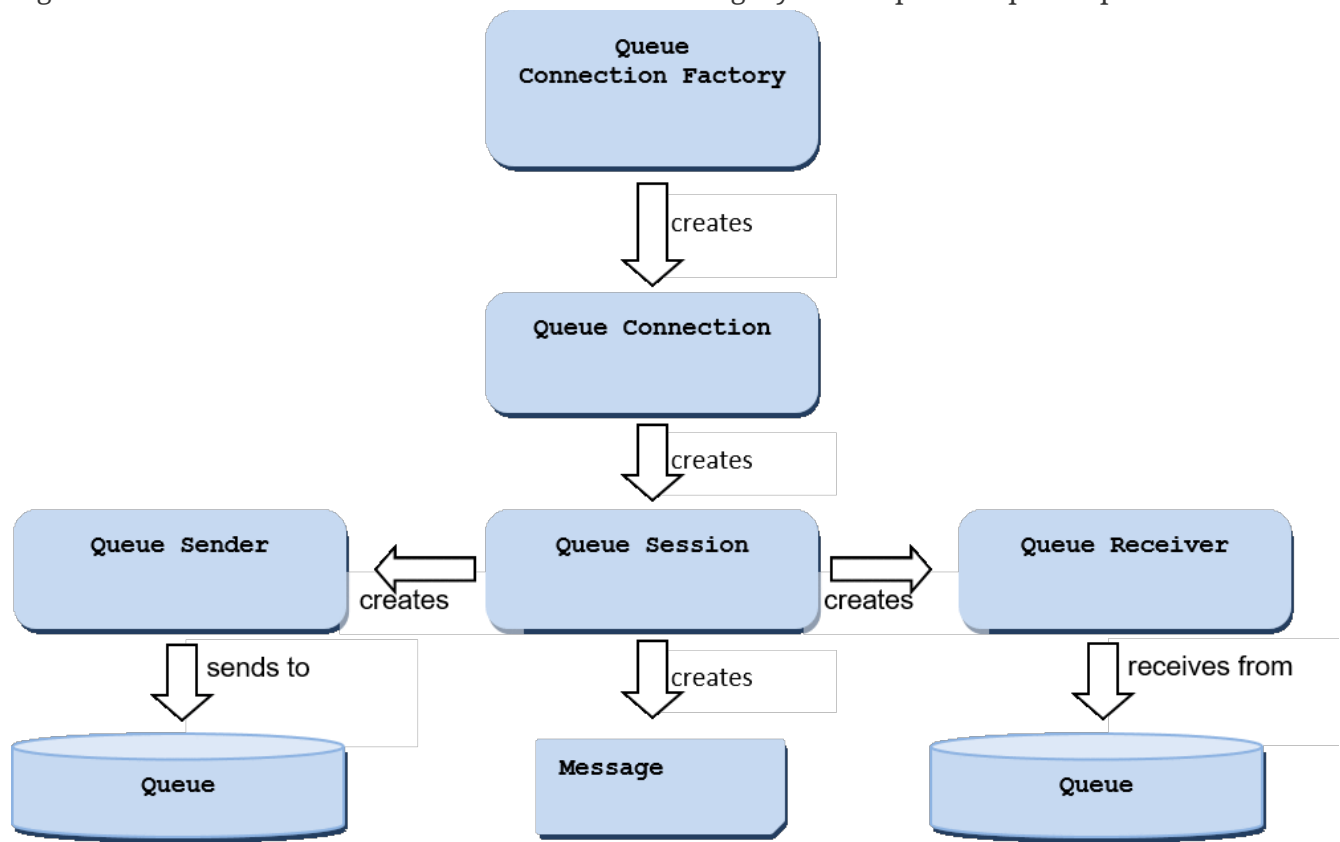 Queue
Connection Factory
creates
Queue Connection
creates
Queue Sender
Queue Session
Queue Receiver
creates
creates
sends to
creates
receives from
Queue
Message
Queue